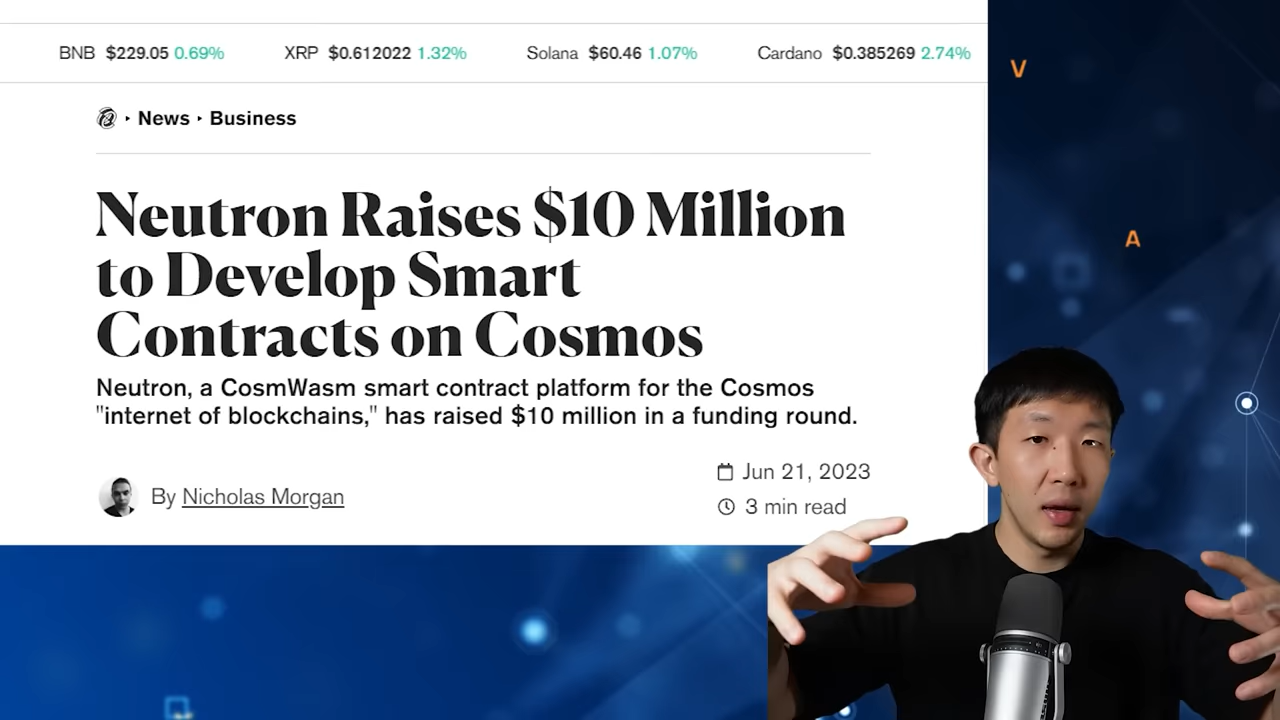 BNB $229.05 0.69% XRP $0.612022 1.32% Solana $60.46 1.07% Cardano $0.385269 2.74%
News ‣ Business
Neutron Raises $10 Million
to Develop Smart
Contracts on Cosmos
Neutron, a CosmWasm smart contract platform for the Cosmos
"internet of blockchains," has raised $10 million in a funding round.
By Nicholas Morgan
Jun 21, 2023
3 min read
V
A